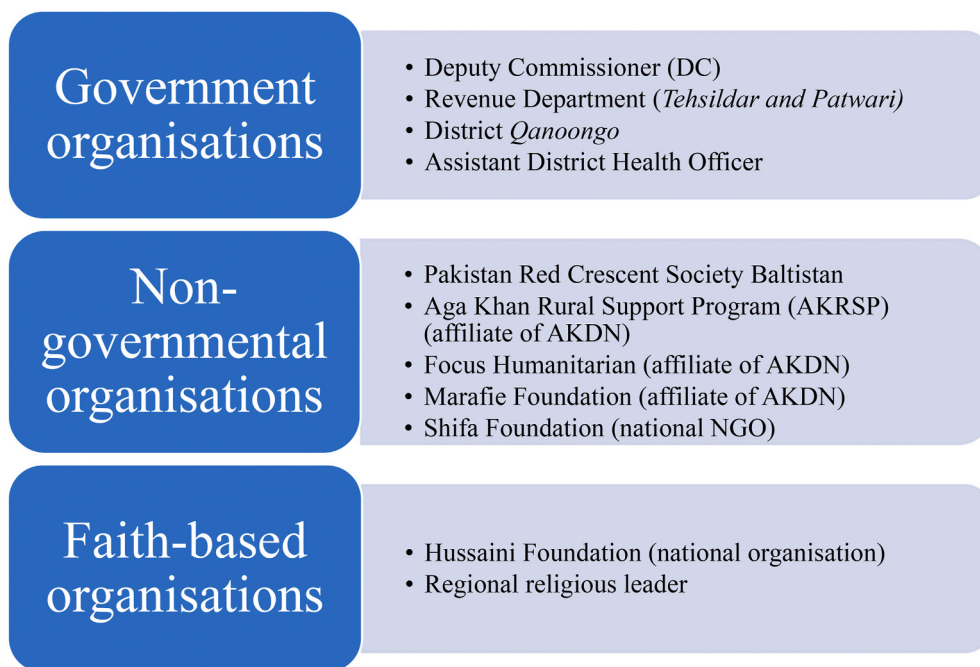 Government
organisations
• Deputy Commissioner (DC)
• Revenue Department (Tehsildar and Patwari)
• District Qanoongo
• Assistant District Health Officer
Non-
governmental
organisations
• Pakistan Red Crescent Society Baltistan
• Aga Khan Rural Support Program (AKRSP)
(affiliate of AKDN)
• Focus Humanitarian (affiliate of AKDN)
• Marafie Foundation (affiliate of AKDN)
• Shifa Foundation (national NGO)
Faith-based
organisations
• Hussaini Foundation (national organisation)
• Regional religious leader